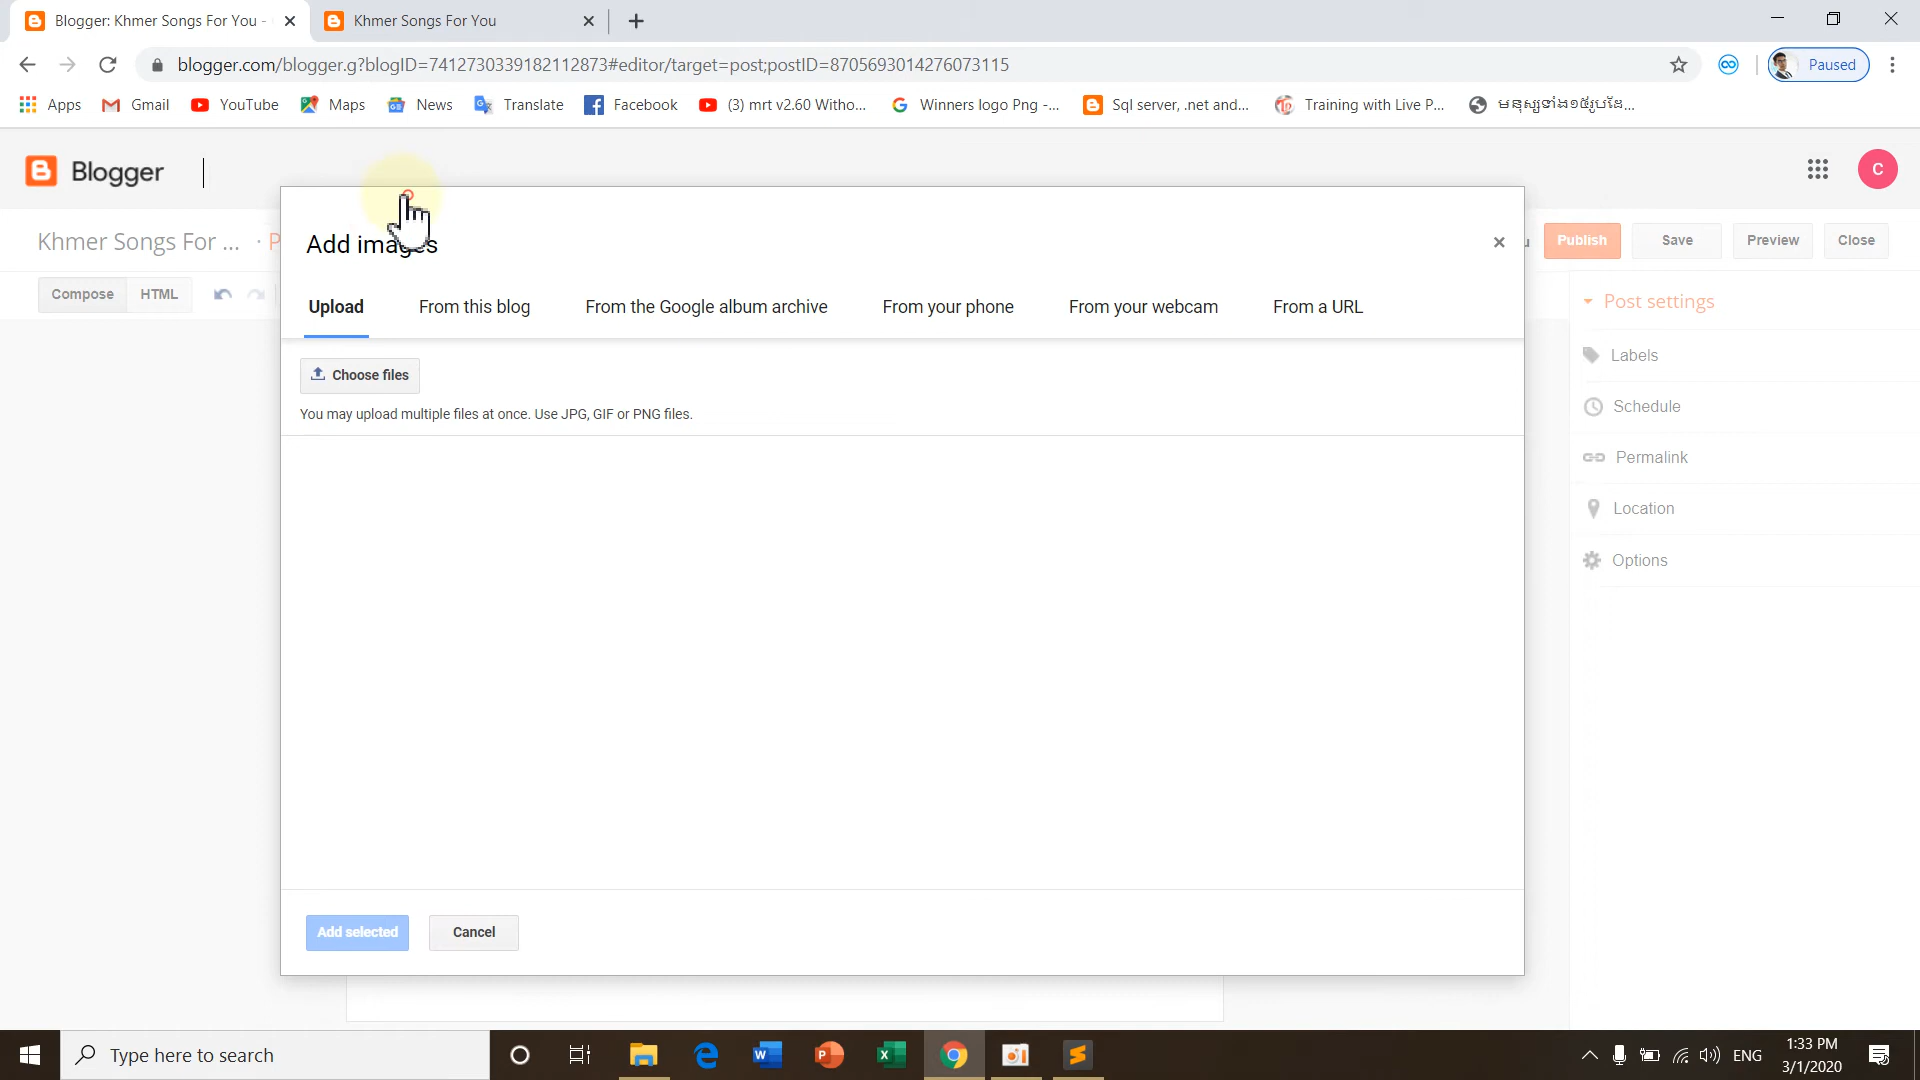 Blogger: Khmer Songs For You -
Khmer Songs For You
blogger.com/blogger.g?blogID=7412730339182112873#editor/target=post;postID=8705693014276073115
Paused
Apps
Gmail
YouTube
Maps
News
Translate
Facebook
(3) mrt v2.60 Witho...
Winners logo Png -...
Sql server, .net and...
Training with Live P...
Blogger
C
Khmer Songs For ...
· P
Add images
Publish
Save
Preview
Close
Compose
HTML
Upload
From this blog
From the Google album archive
From your phone
From your webcam
From a URL
Post settings
Choose files
You may upload multiple files at once. Use JPG, GIF or PNG files.
Labels
Schedule
Permalink
Location
Options
Add selected
Cancel
Type here to search
ENG
1:33 PM
3/1/2020